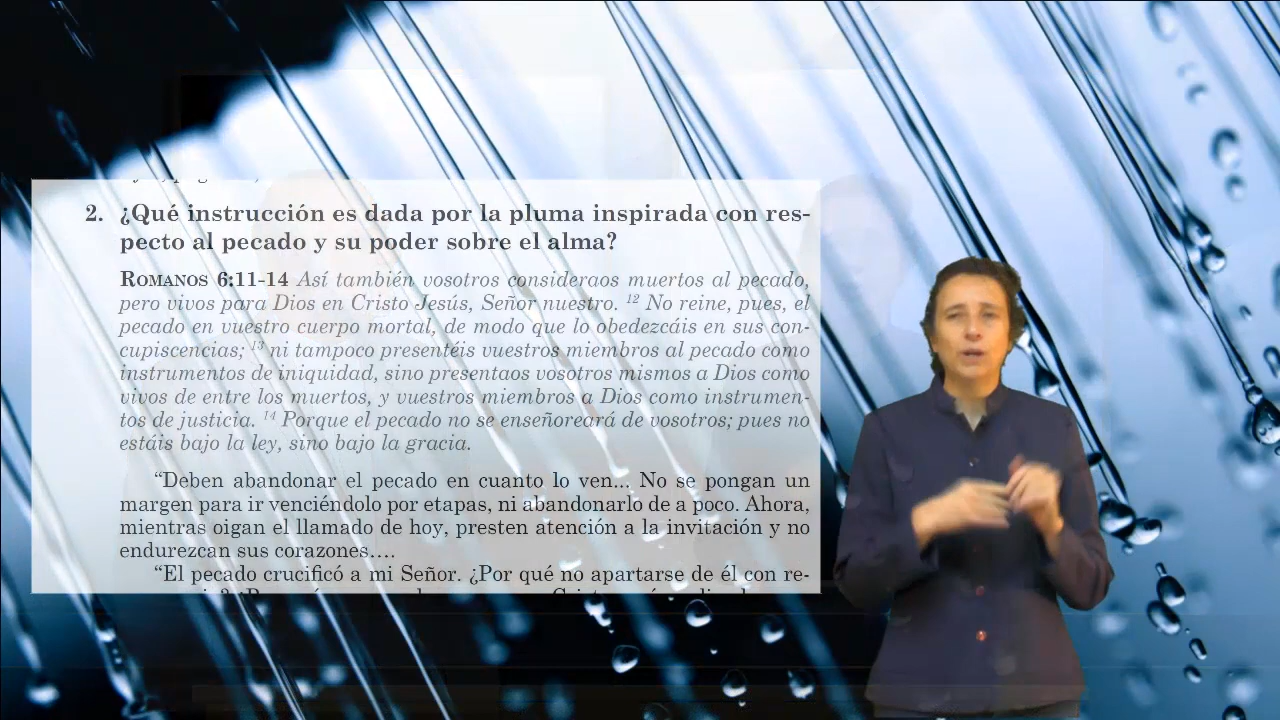 2. ¿Qué instrucción es dada por la pluma inspirada con res-
pecto al pecado y su poder sobre el alma?
ROMANOS 6:11-14 Así también vosotros consideraos muertos al pecado,
pero vivos para Dios en Cristo Jesús, Señor nuestro. 12 No reine, pues, el
pecado en vuestro cuerpo mortal, de modo que lo obedezcáis en sus con-
cupiscencias; 13 ni tampoco presentéis vuestros miembros al pecado como
instrumentos de iniquidad, sino presentaos vosotros mismos a Dios como
vivos de entre los muertos, y vuestros miembros a Dios como instrumen-
tos de justicia. 14 Porque el pecado no se enseñoreará de vosotros; pues no
estáis bajo la ley, sino bajo la gracia.
“Deben abandonar el pecado en cuanto lo ven... No se pongan un
margen para ir venciéndolo por etapas, ni abandonarlo de a poco. Ahora,
mientras oigan el llamado de hoy, presten atención a la invitación y no
endurezcan sus corazones….
“El pecado crucificó a mi Señor. ¿Por qué no apartarse de él con re-